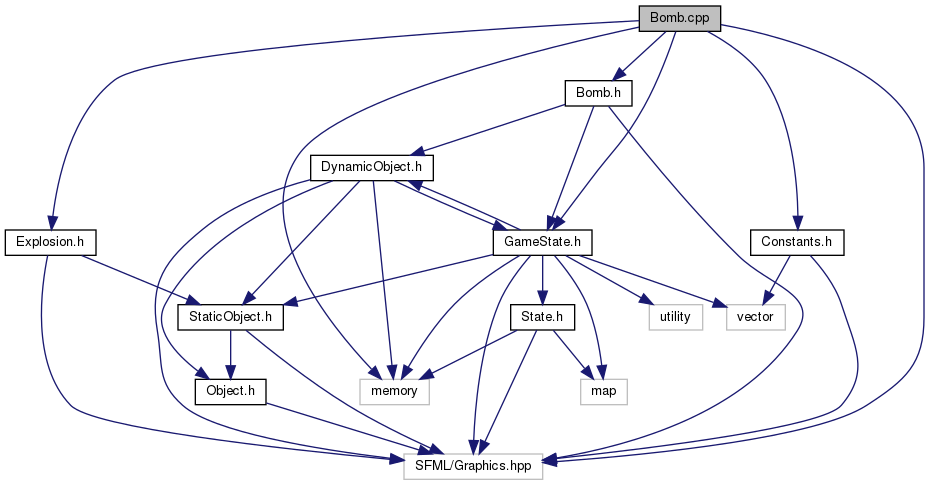 Bomb.cpp
Bomb.h
DynamicObject.h
Explosion.h
GameState.h
Constants.h
StaticObject.h
State.h
utility
vector
Object.h
memory
map
SFML/Graphics.hpp